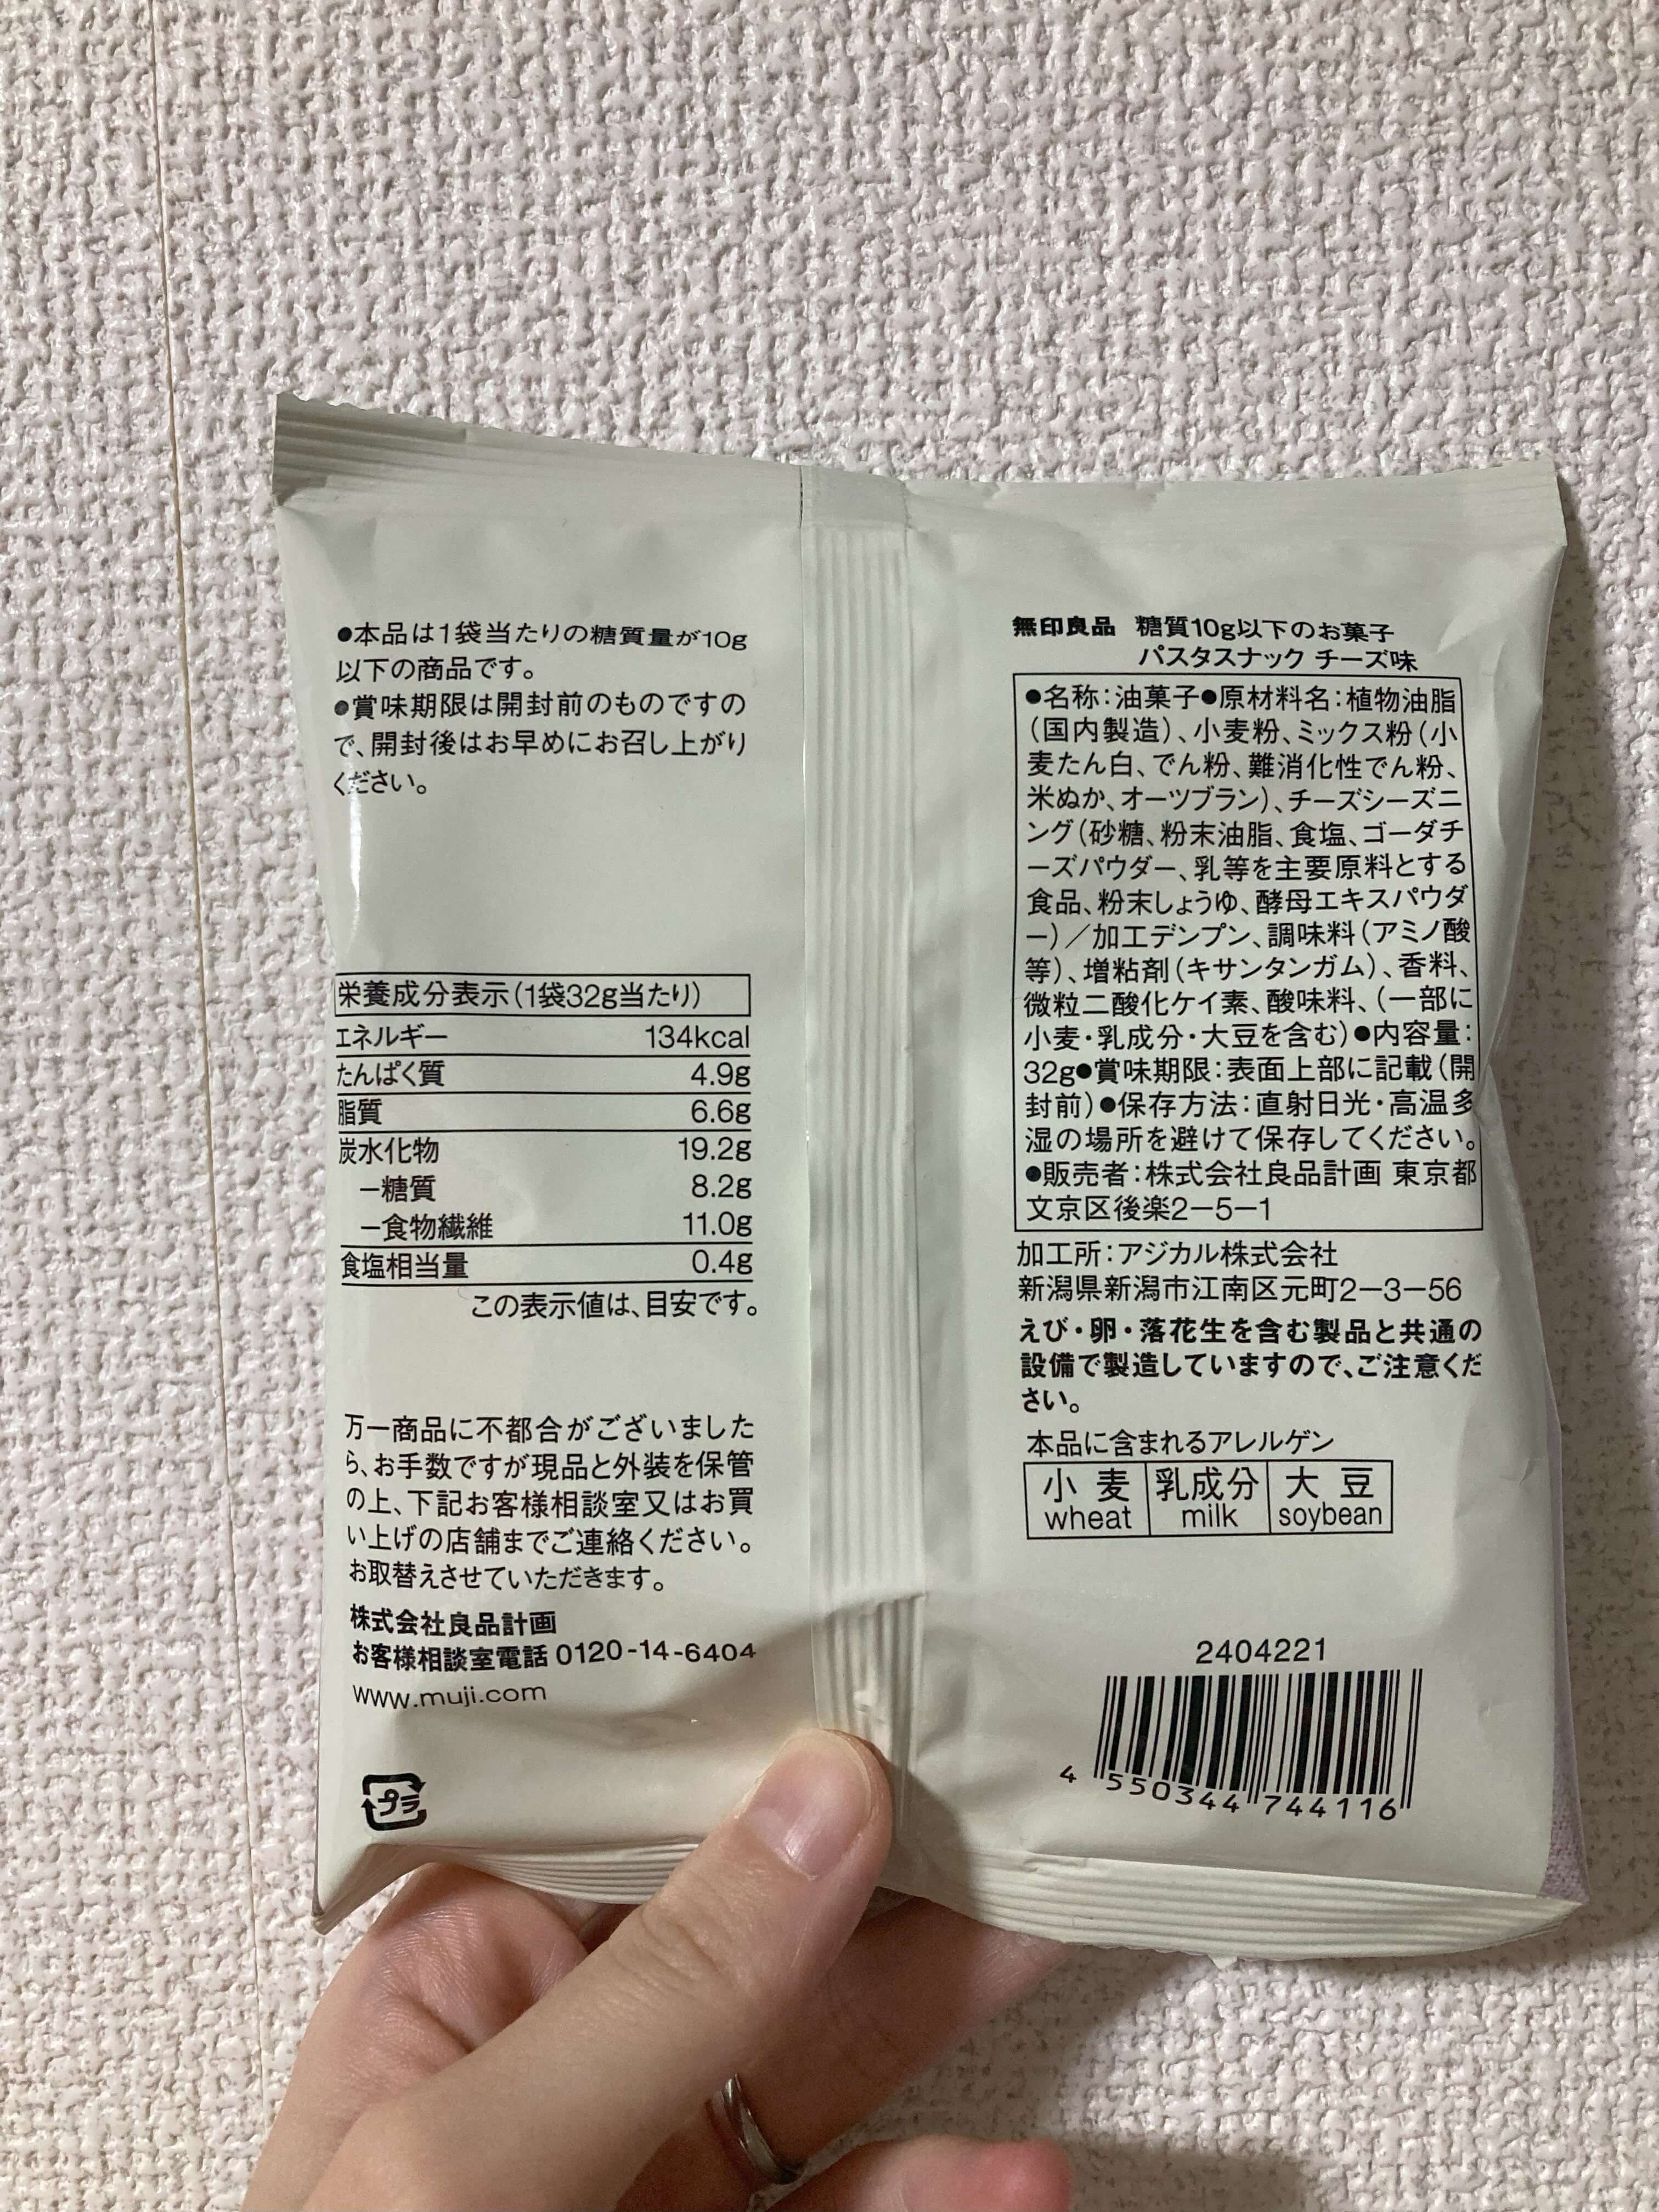 ●本品は1袋当たりの糖質量が10g
以下の商品です。
●賞味期限は開封前のものですの
で、開封後はお早めにお召し上がり
ください。
栄養成分表示(1袋32g当たり)
エネルギー 134kcal
たんぱく質 4.9g
脂質 6.6g
炭水化物 19.2g
－糖質 8.2g
－食物繊維 11.0g
食塩相当量 0.4g
この表示値は、目安です。
万一商品に不都合がございました
ら、お手数ですが現品と外装を保管
の上、下記お客様相談室又はお買
い上げの店舗までご連絡ください。
お取替えさせていただきます。
株式会社良品計画
お客様相談室電話 0120-14-6404
www.muji.com
プラ
無印良品 糖質10g以下のお菓子
パスタスナック チーズ味
●名称：油菓子●原材料名：植物油脂
(国内製造)、小麦粉、ミックス粉(小
麦たん白、でん粉、難消化性でん粉、
米ぬか、オーツブラン)、チーズシーズニ
ング(砂糖、粉末油脂、食塩、ゴーダチ
ーズパウダー、乳等を主要原料とする
食品、粉末しょうゆ、酵母エキスパウダ
ー)／加工デンプン、調味料(アミノ酸
等)、増粘剤(キサンタンガム)、香料、
微粒二酸化ケイ素、酸味料、(一部に
小麦・乳成分・大豆を含む)●内容量：
32g●賞味期限：表面上部に記載(開
封前)●保存方法：直射日光・高温多
湿の場所を避けて保存してください。
●販売者：株式会社良品計画 東京都
文京区後楽2－5－1
加工所：アジカル株式会社
新潟県新潟市江南区元町2－3－56
えび・卵・落花生を含む製品と共通の
設備で製造していますので、ご注意くだ
さい。
本品に含まれるアレルゲン
小麦 乳成分 大豆
wheat milk soybean
2404221
4 550344 744116